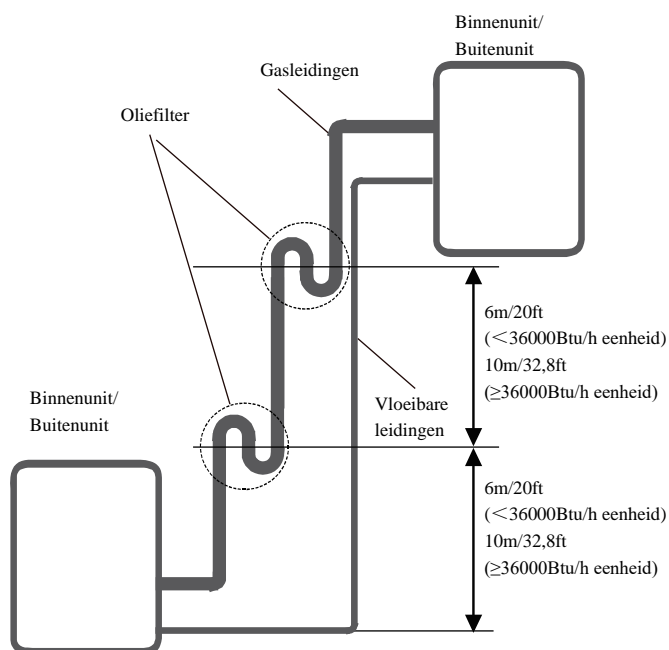 Binnenunit/
Buitenunit
Gasleidingen
Oliefilter
6m/20ft
(<36000Btu/h eenheid)
10m/32,8ft
(≥36000Btu/h eenheid)
Binnenunit/
Buitenunit
Vloeibare
leidingen
6m/20ft
(<36000Btu/h eenheid)
10m/32,8ft
(≥36000Btu/h eenheid)